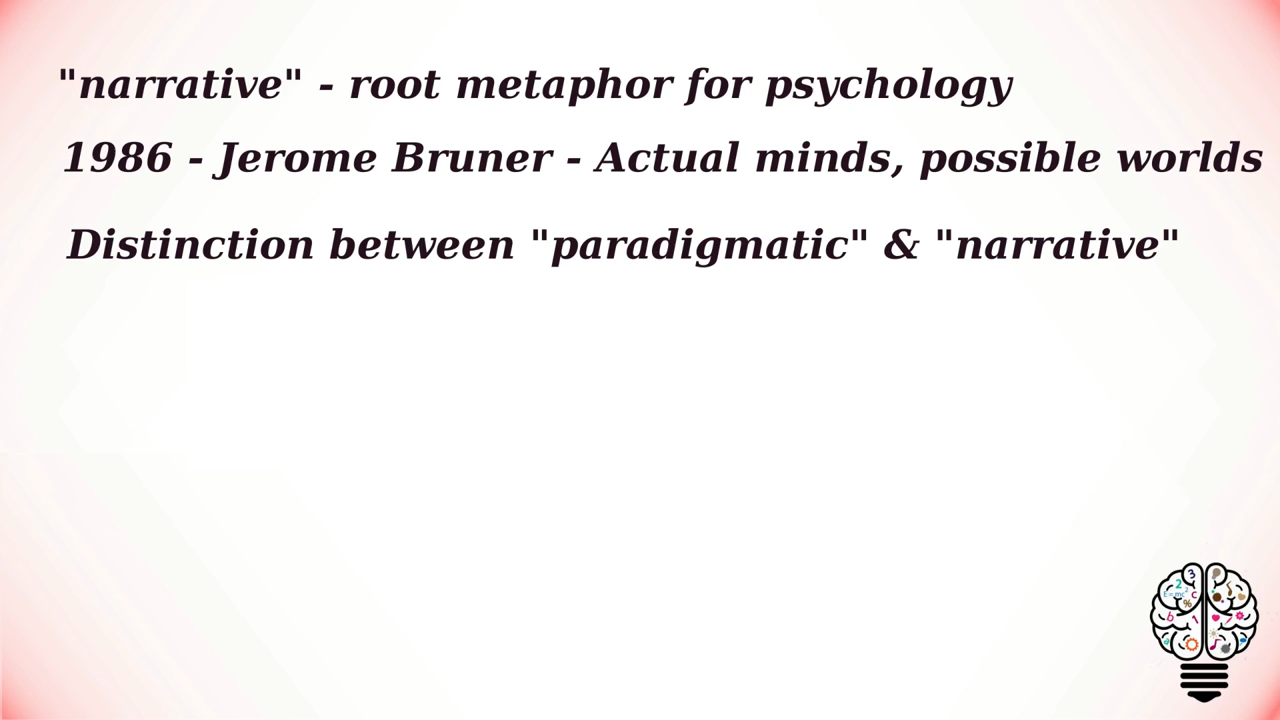 "narrative" - root metaphor for psychology
1986 - Jerome Bruner - Actual minds, possible worlds
Distinction between "paradigmatic" & "narrative"